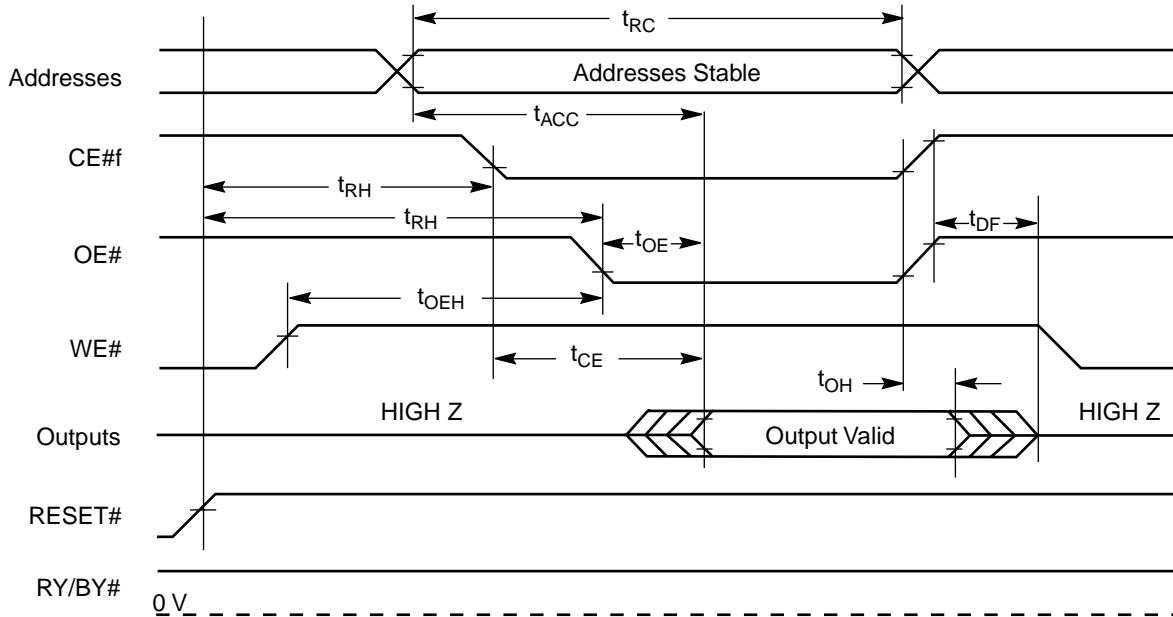 tRC
Addresses
Addresses Stable
tACC
CE#f
tRH
tRH
tDF
OE#
tOE
tOEH
WE#
tCE
tOH
HIGH Z
HIGH Z
Outputs
Output Valid
RESET#
RY/BY#
0 V